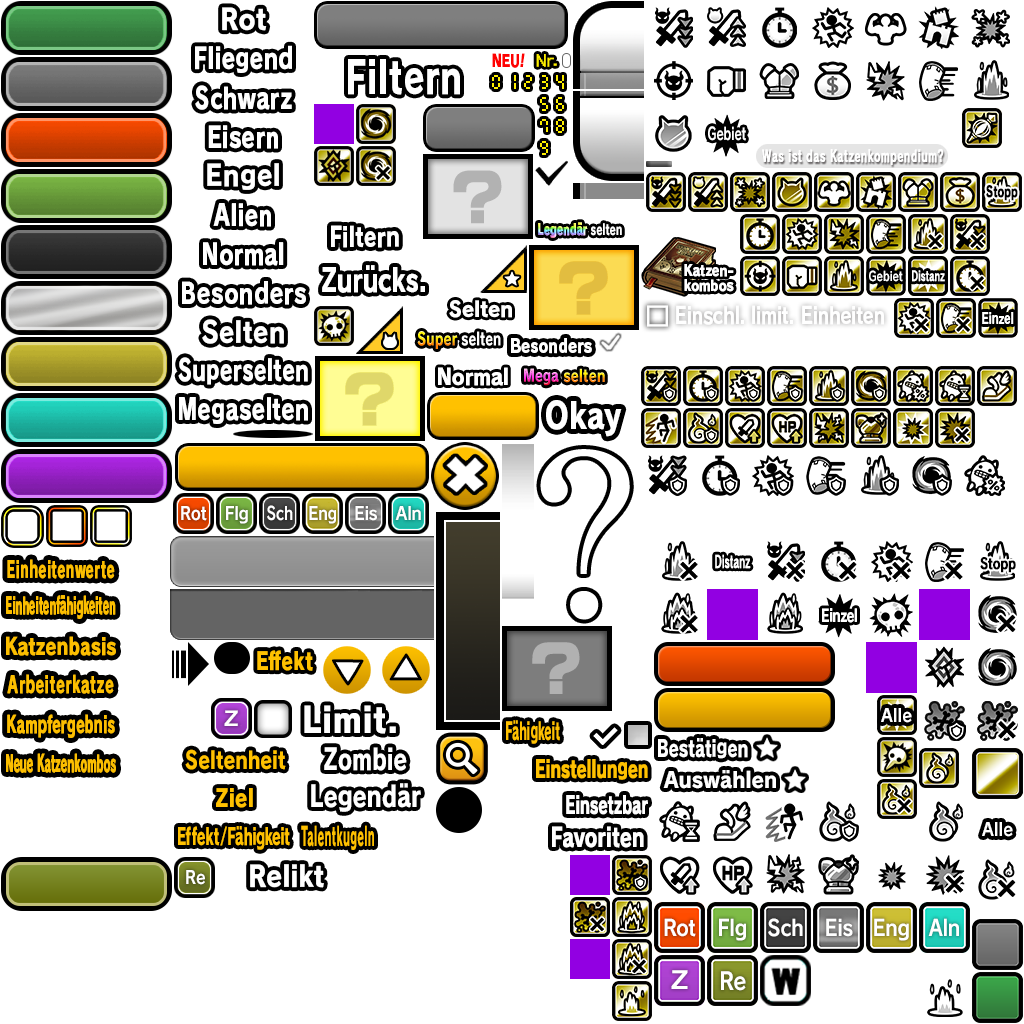 Rot
Fliegend
Schwarz
Eisern
Engel
Alien
Normal
Besonders
Selten
Superselten
Megaselten
Filtern
NEU!
Nr.
0 1 2 3 4
5 6
7 8
9
?
Legendär selten
Filtern
Zurücks.
?
Selten
Super selten
Besonders
?
Normal
Mega selten
Okay
Rot
Flg
Sch
Eng
Eis
Aln
?
Einheitenwerte
Einheitenfähigkeiten
Katzenbasis
Arbeiterkatze
Kampfergebnis
Neue Katzenkombos
Effekt
Z
Limit.
Seltenheit
Zombie
Ziel
Legendär
Effekt/Fähigkeit
Talentkugeln
Re
Relikt
?
Fähigkeit
Einstellungen
Einsetzbar
Favoriten
$
Gebiet
Was ist das Katzenkompendium?
$
Stopp
Katzen-
kombos
Gebiet
Distanz
Einschl. limit. Einheiten
Einzel
%
HP
%
Distanz
Stopp
Einzel
Alle
Bestätigen
Auswählen
Alle
HP
Rot
Flg
Sch
Eis
Eng
Aln
Z
Re
W